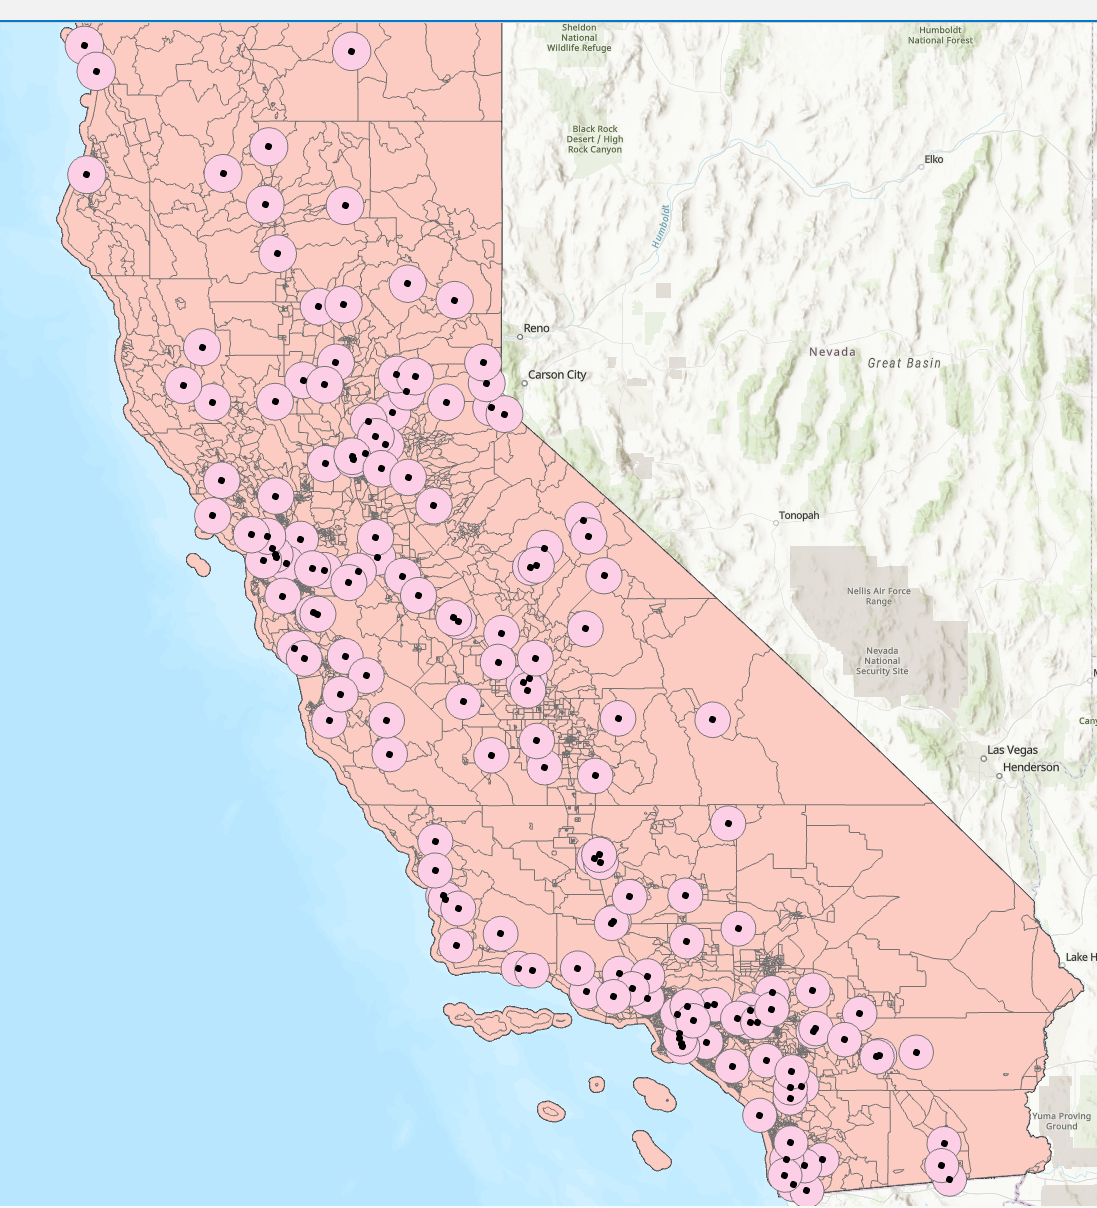 Sheldon
National
Wildlife Refuge
Humboldt
National Forest
Black Rock
Desert / High
Rock Canyon
Elko
Humboldt
Reno
Nevada
Great Basin
Carson City
Tonopah
Nellis Air Force
Range
Nevada
National
Security Site
Las Vegas
Henderson
Lake H
Yuma Proving
Ground